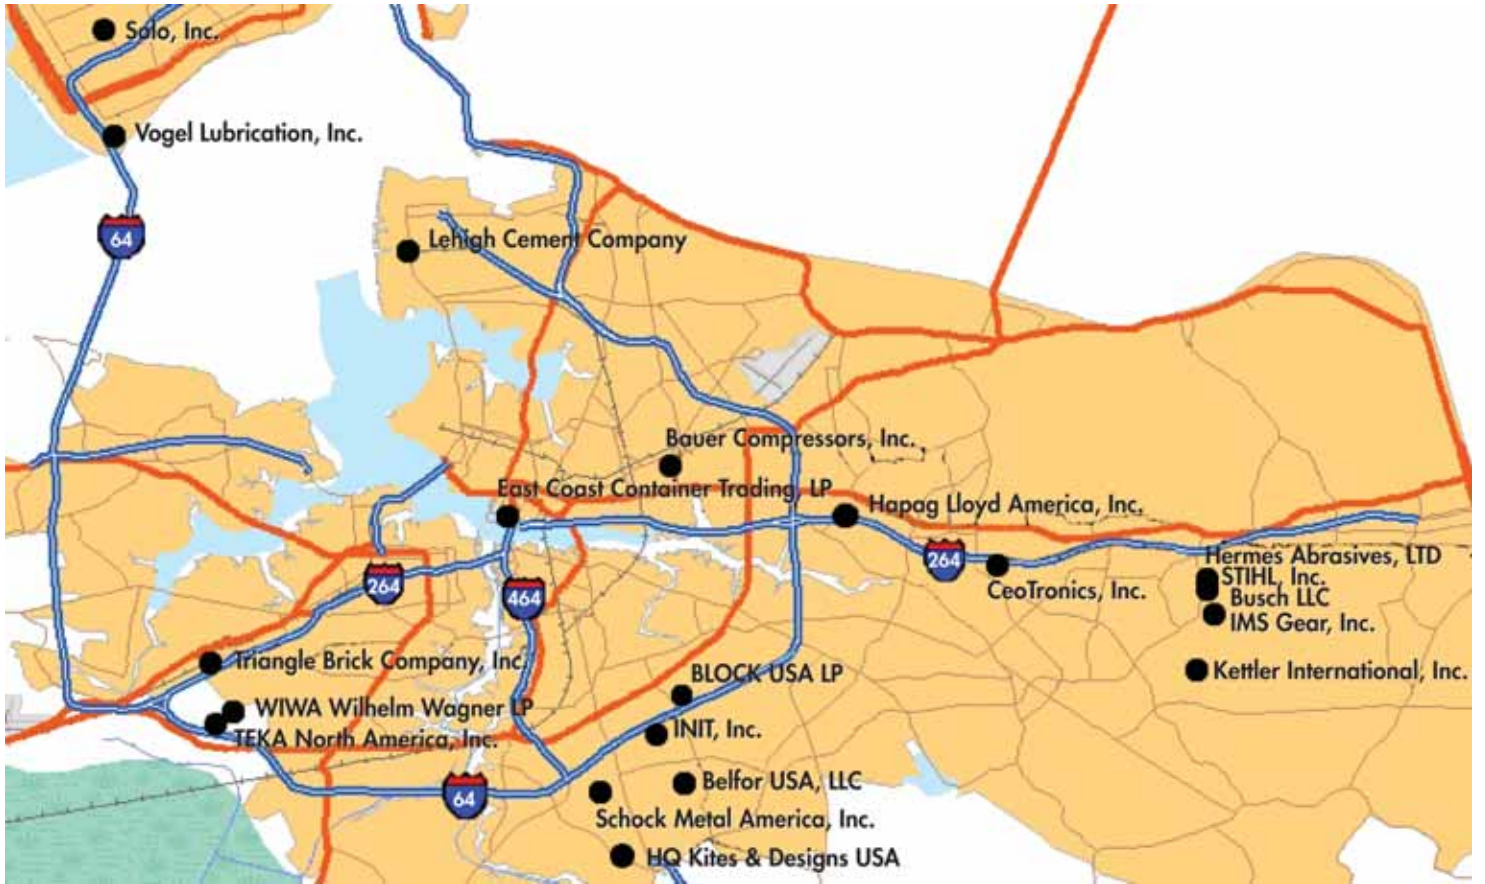 Solo, Inc.
Vogel Lubrication, Inc.
64
Lehigh Cement Company
Bauer Compressors, Inc.
East Coast Container Trading, LP
Hapag Lloyd America, Inc.
264
Hermes Abrasives, LTD
STIHL, Inc.
CeoTronics, Inc.
Busch LLC
264
464
IMS Gear, Inc.
Triangle Brick Company, Inc.
BLOCK USA LP
Kettler International, Inc.
WIWA Wilhelm Wagner LP
INIT, Inc.
TEKA North America, Inc.
Belfor USA, LLC
64
Schock Metal America, Inc.
HQ Kites & Designs USA